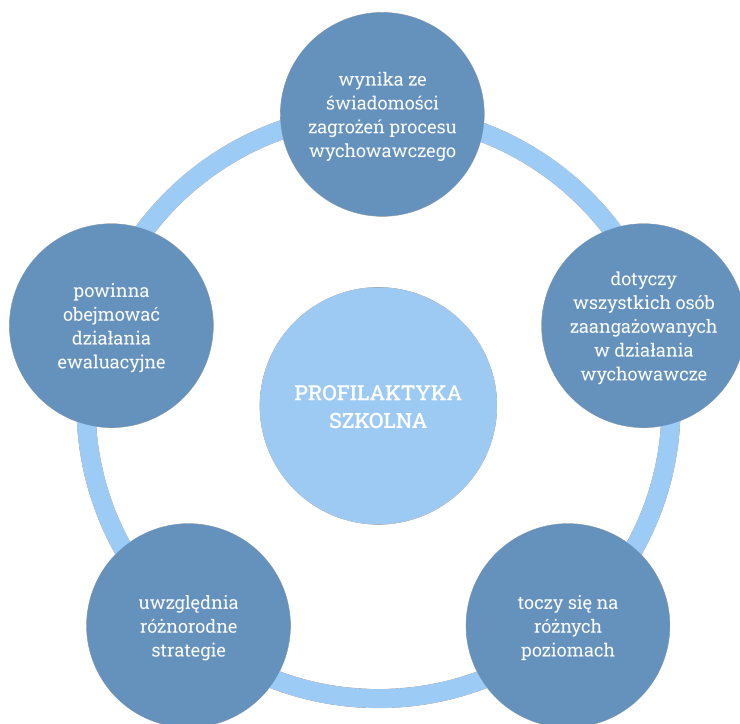 wynika ze
świadomości
zagrożeń procesu
wychowawczego
dotyczy
wszystkich osób
zaangażowanych
w działania
wychowawcze
toczy się na
różnych
poziomach
uwzględnia
różnorodne
strategie
powinna
obejmować
działania
ewaluacyjne
PROFILAKTYKA
SZKOLNA